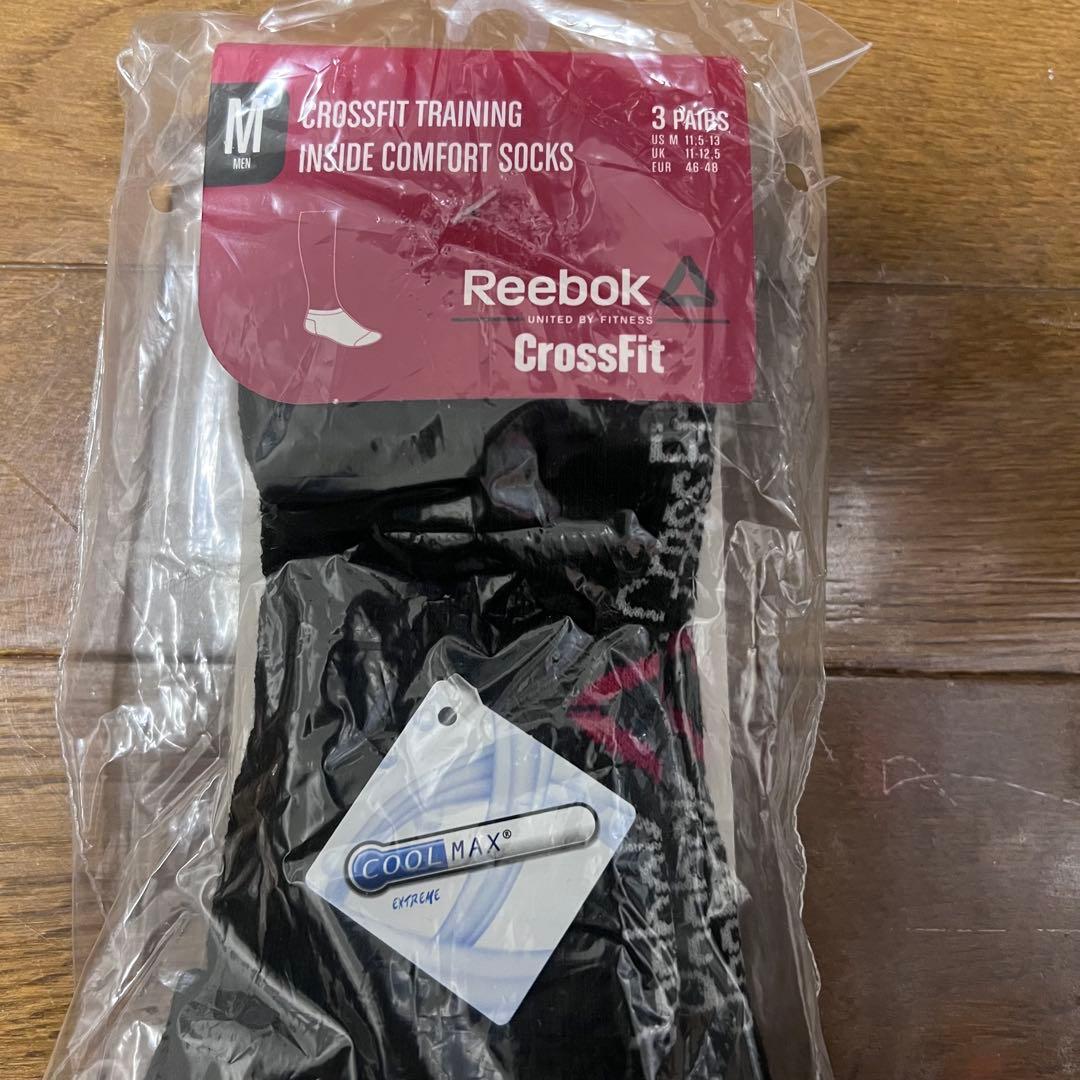 M
MEN
CROSSFIT TRAINING
INSIDE COMFORT SOCKS
3 PAIRS
US M 11,5-13
UK 11-12,5
EUR 46-48
Reebok
UNITED BY FITNESS
CrossFit
COOLMAX®
EXTREME